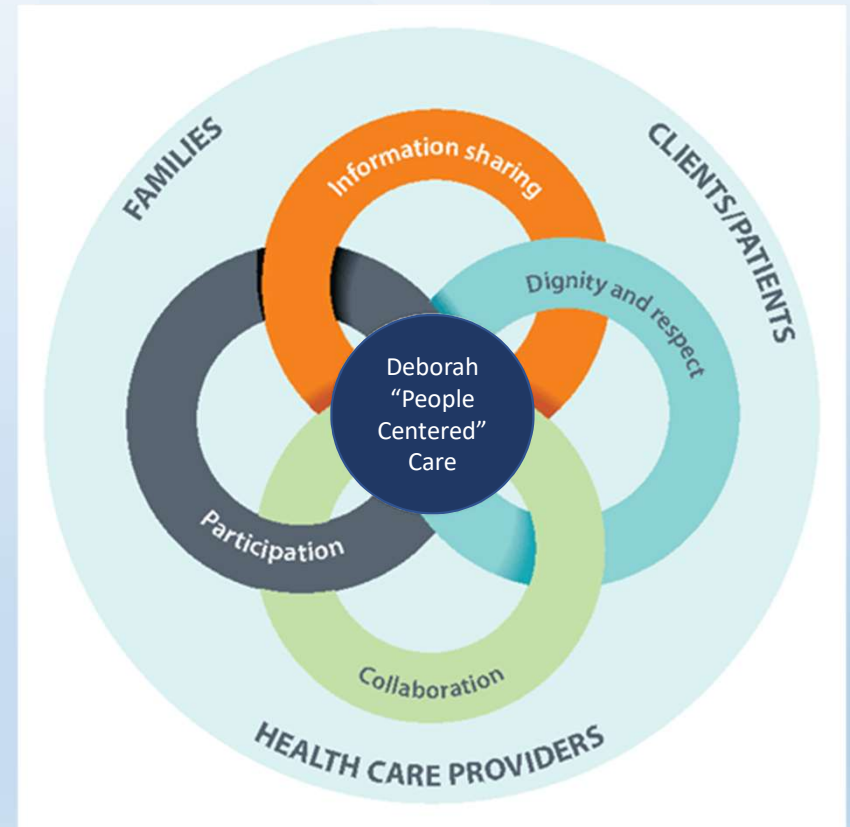 FAMILIES
CLIENTS/PATIENTS
Information sharing
Dignity and respect
Deborah
“People
Centered”
Care
Participation
Collaboration
HEALTH CARE PROVIDERS